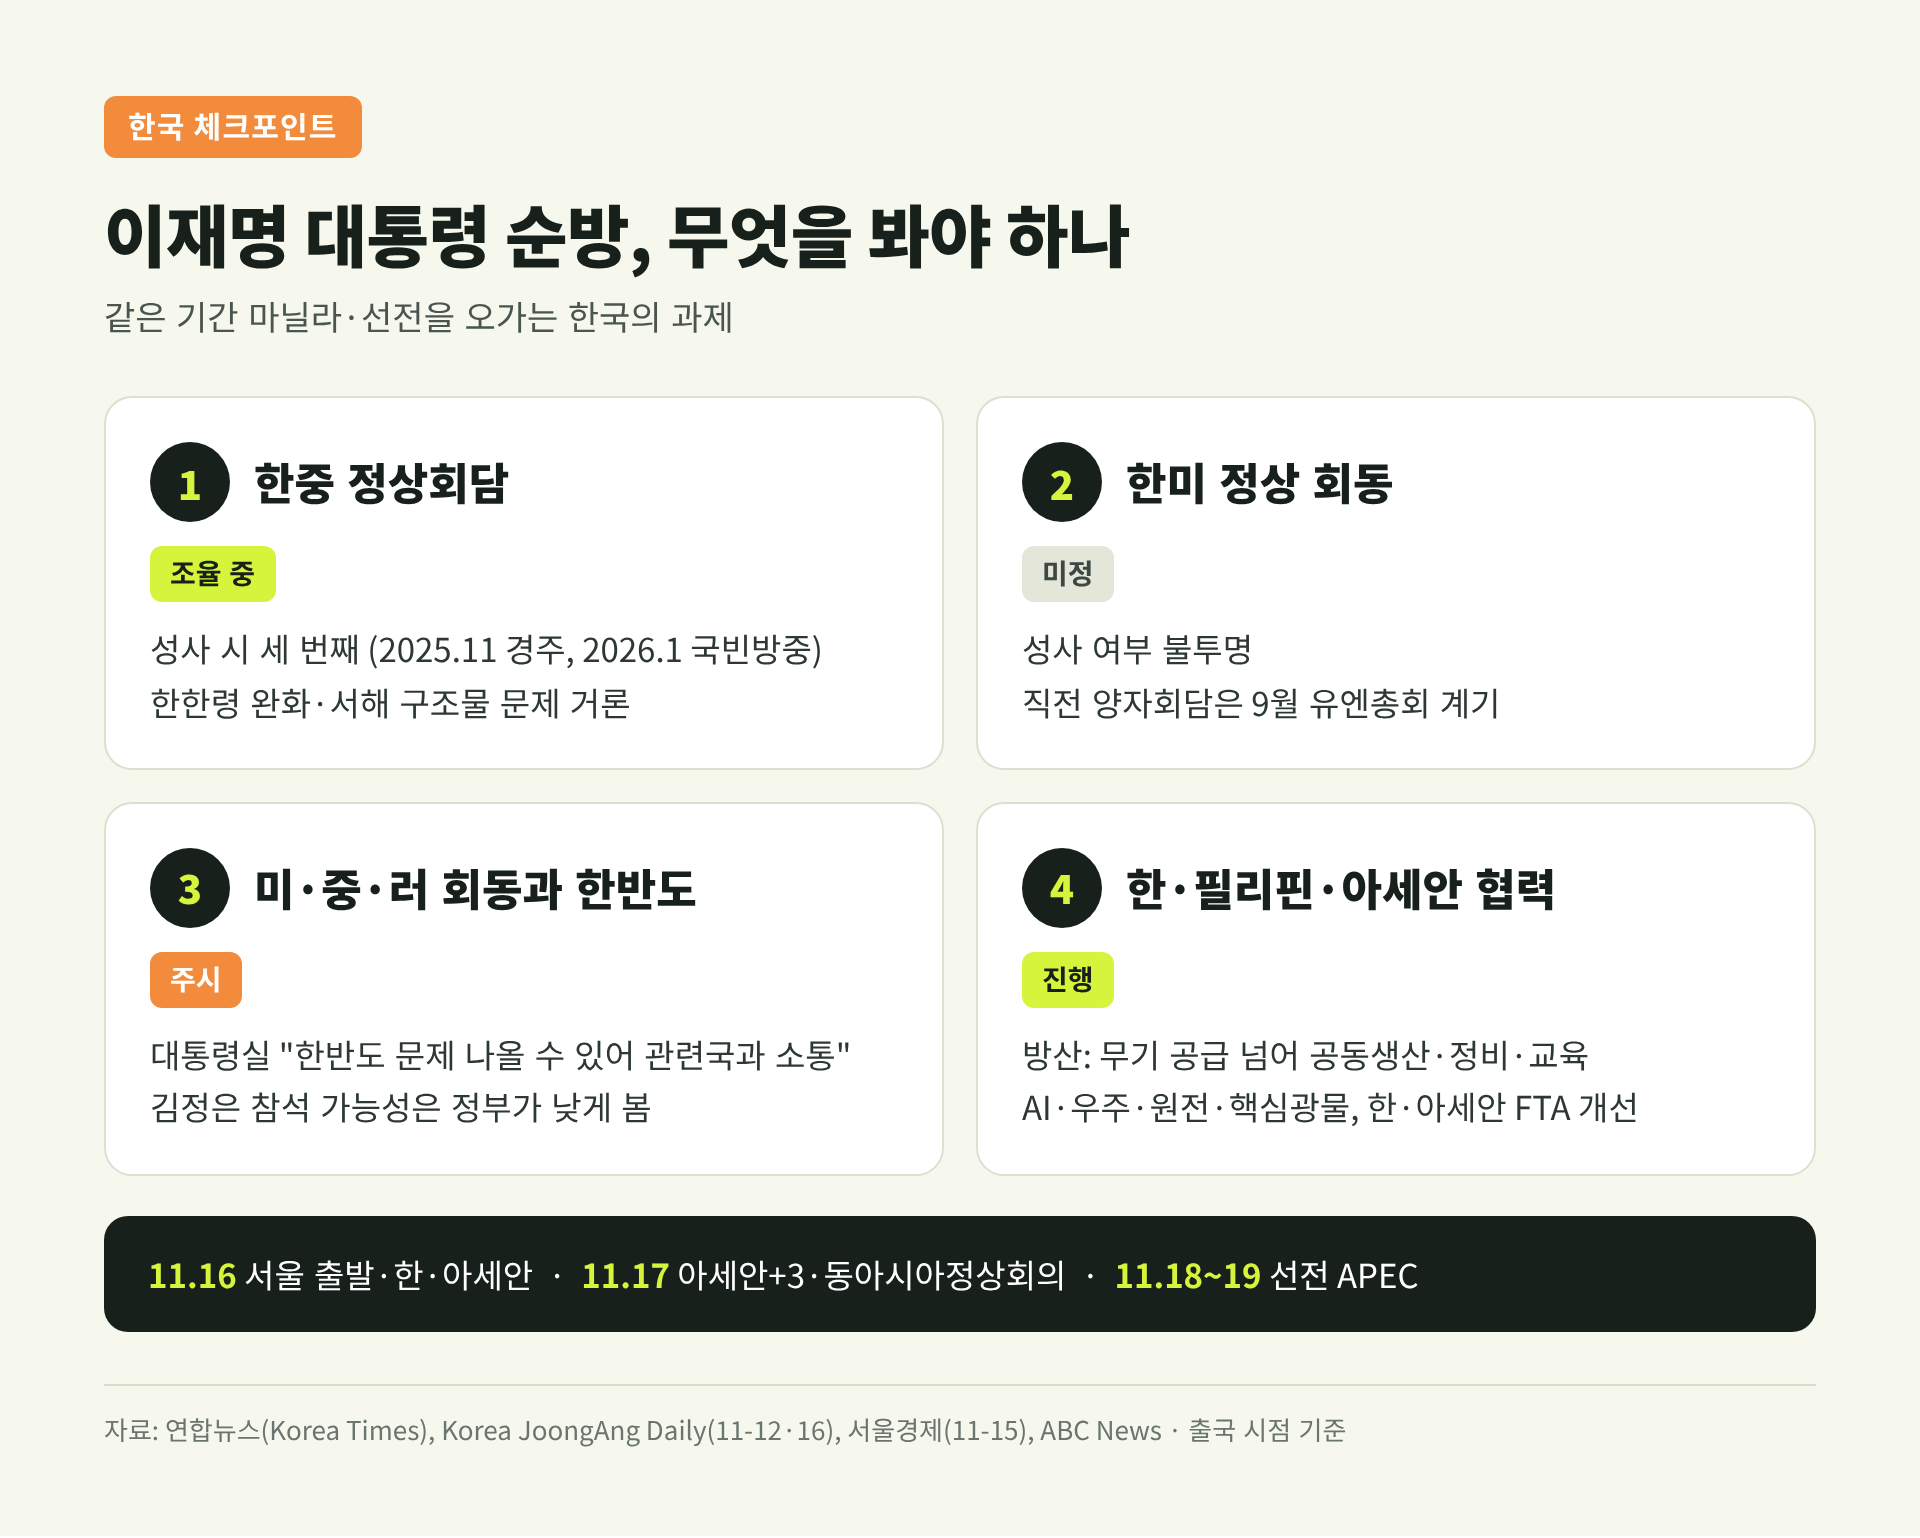 한국 체크포인트
이재명 대통령 순방, 무엇을 봐야 하나
같은 기간 마닐라·선전을 오가는 한국의 과제
1 한중 정상회담
조율 중
성사 시 세 번째 (2025.11 경주, 2026.1 국빈방중)
한한령 완화·서해 구조물 문제 거론
2 한미 정상 회동
미정
성사 여부 불투명
직전 양자회담은 9월 유엔총회 계기
3 미·중·러 회동과 한반도
주시
대통령실 "한반도 문제 나올 수 있어 관련국과 소통"
김정은 참석 가능성은 정부가 낮게 봄
4 한·필리핀·아세안 협력
진행
방산: 무기 공급 넘어 공동생산·정비·교육
AI·우주·원전·핵심광물, 한·아세안 FTA 개선
11.16 서울 출발·한·아세안 · 11.17 아세안+3·동아시아정상회의 · 11.18~19 선전 APEC
자료: 연합뉴스(Korea Times), Korea JoongAng Daily(11-12·16), 서울경제(11-15), ABC News · 출국 시점 기준